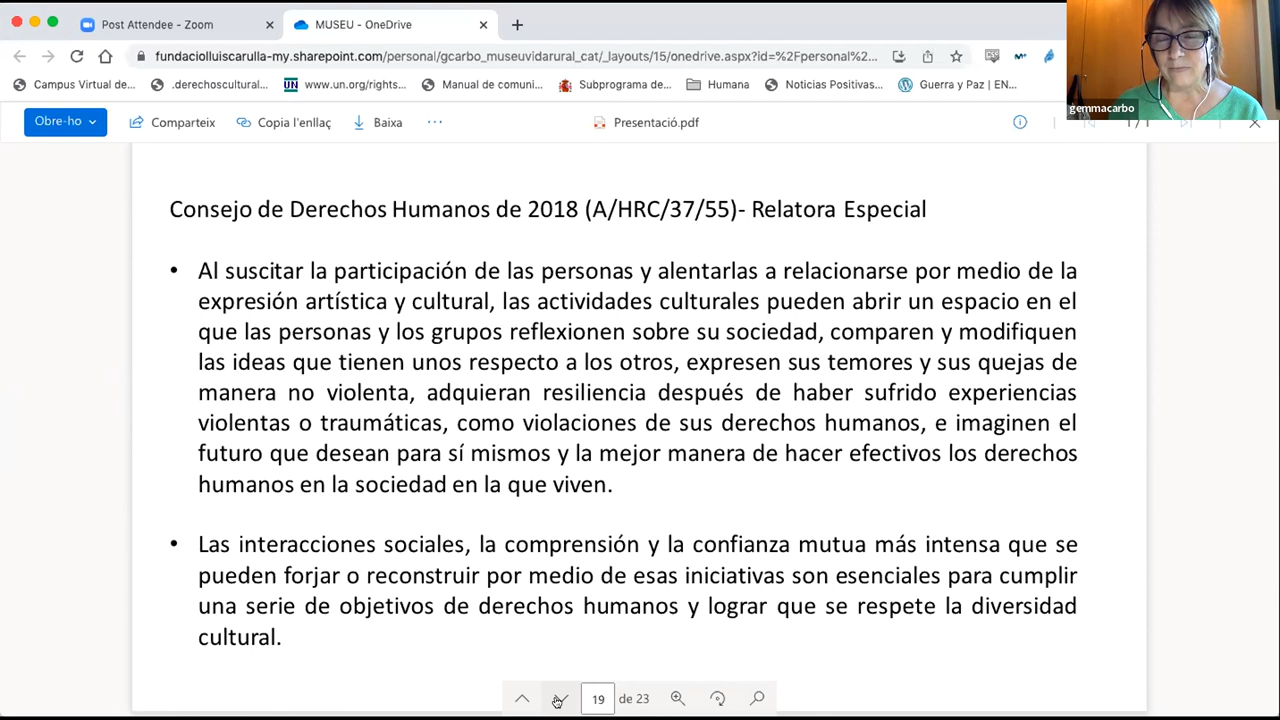 Post Attendee - Zoom
MUSEU - OneDrive
fundaciolluiscarulla-my.sharepoint.com/personal/gcarbo_museuvidarural_cat/_layouts/15/onedrive.aspx?id=%2Fpersonal%2...
Campus Virtual de...
.derechoscultural...
UN www.un.org/rights...
Manual de comuni...
Subprograma de...
Humana
Noticias Positivas...
Guerra y Paz | EN...
gemmacarbo
Obre-ho
Comparteix
Copia l'enllaç
Baixa
Presentació.pdf
1 / 1
Consejo de Derechos Humanos de 2018 (A/HRC/37/55)- Relatora Especial
• Al suscitar la participación de las personas y alentarlas a relacionarse por medio de la
expresión artística y cultural, las actividades culturales pueden abrir un espacio en el
que las personas y los grupos reflexionen sobre su sociedad, comparen y modifiquen
las ideas que tienen unos respecto a los otros, expresen sus temores y sus quejas de
manera no violenta, adquieran resiliencia después de haber sufrido experiencias
violentas o traumáticas, como violaciones de sus derechos humanos, e imaginen el
futuro que desean para sí mismos y la mejor manera de hacer efectivos los derechos
humanos en la sociedad en la que viven.
• Las interacciones sociales, la comprensión y la confianza mutua más intensa que se
pueden forjar o reconstruir por medio de esas iniciativas son esenciales para cumplir
una serie de objetivos de derechos humanos y lograr que se respete la diversidad
cultural.
19 de 23